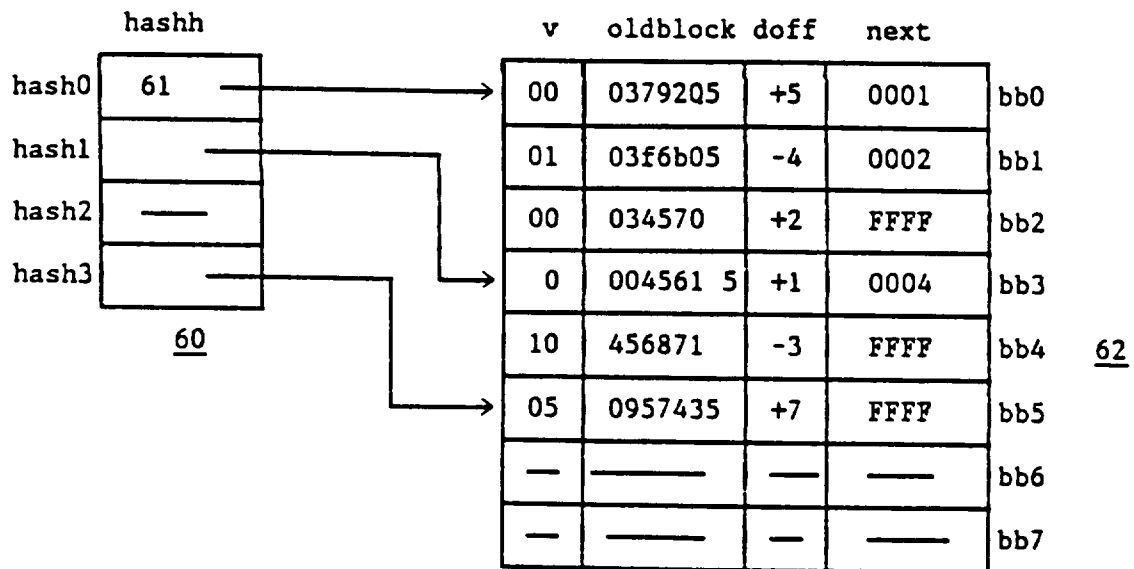 hashh
v oldblock doff next
hash0 61 00 0379205 +5 0001 bb0
hash1 01 03f6b05 -4 0002 bb1
hash2 00 034570 +2 FFFF bb2
hash3 0 004561 5 +1 0004 bb3
60 10 456871 -3 FFFF bb4 62
05 0957435 +7 FFFF bb5
bb6
bb7